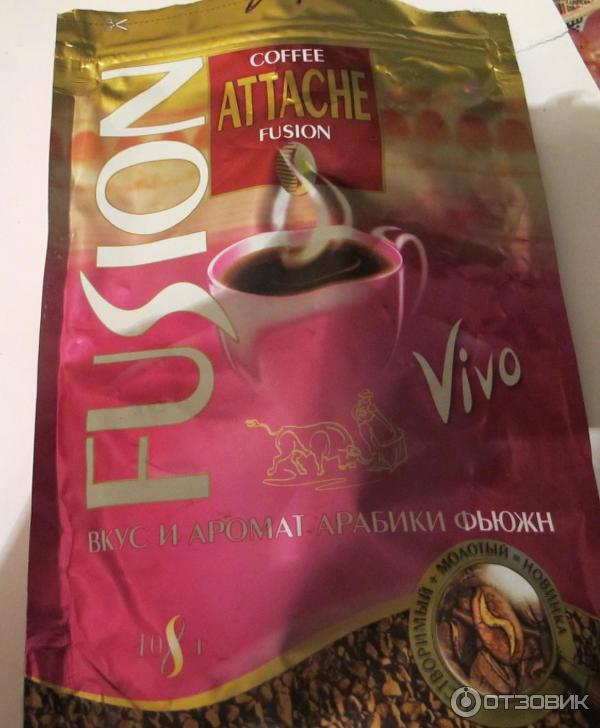 COFFEE
ATTACHE
FUSION
FUSION
Vivo
ВКУС И АРОМАТ АРАБИКИ ФЬЮЖН
РАСТВОРИМЫЙ + МОЛОТЫЙ = НОВИНКА
108 г
ОТЗОВИК